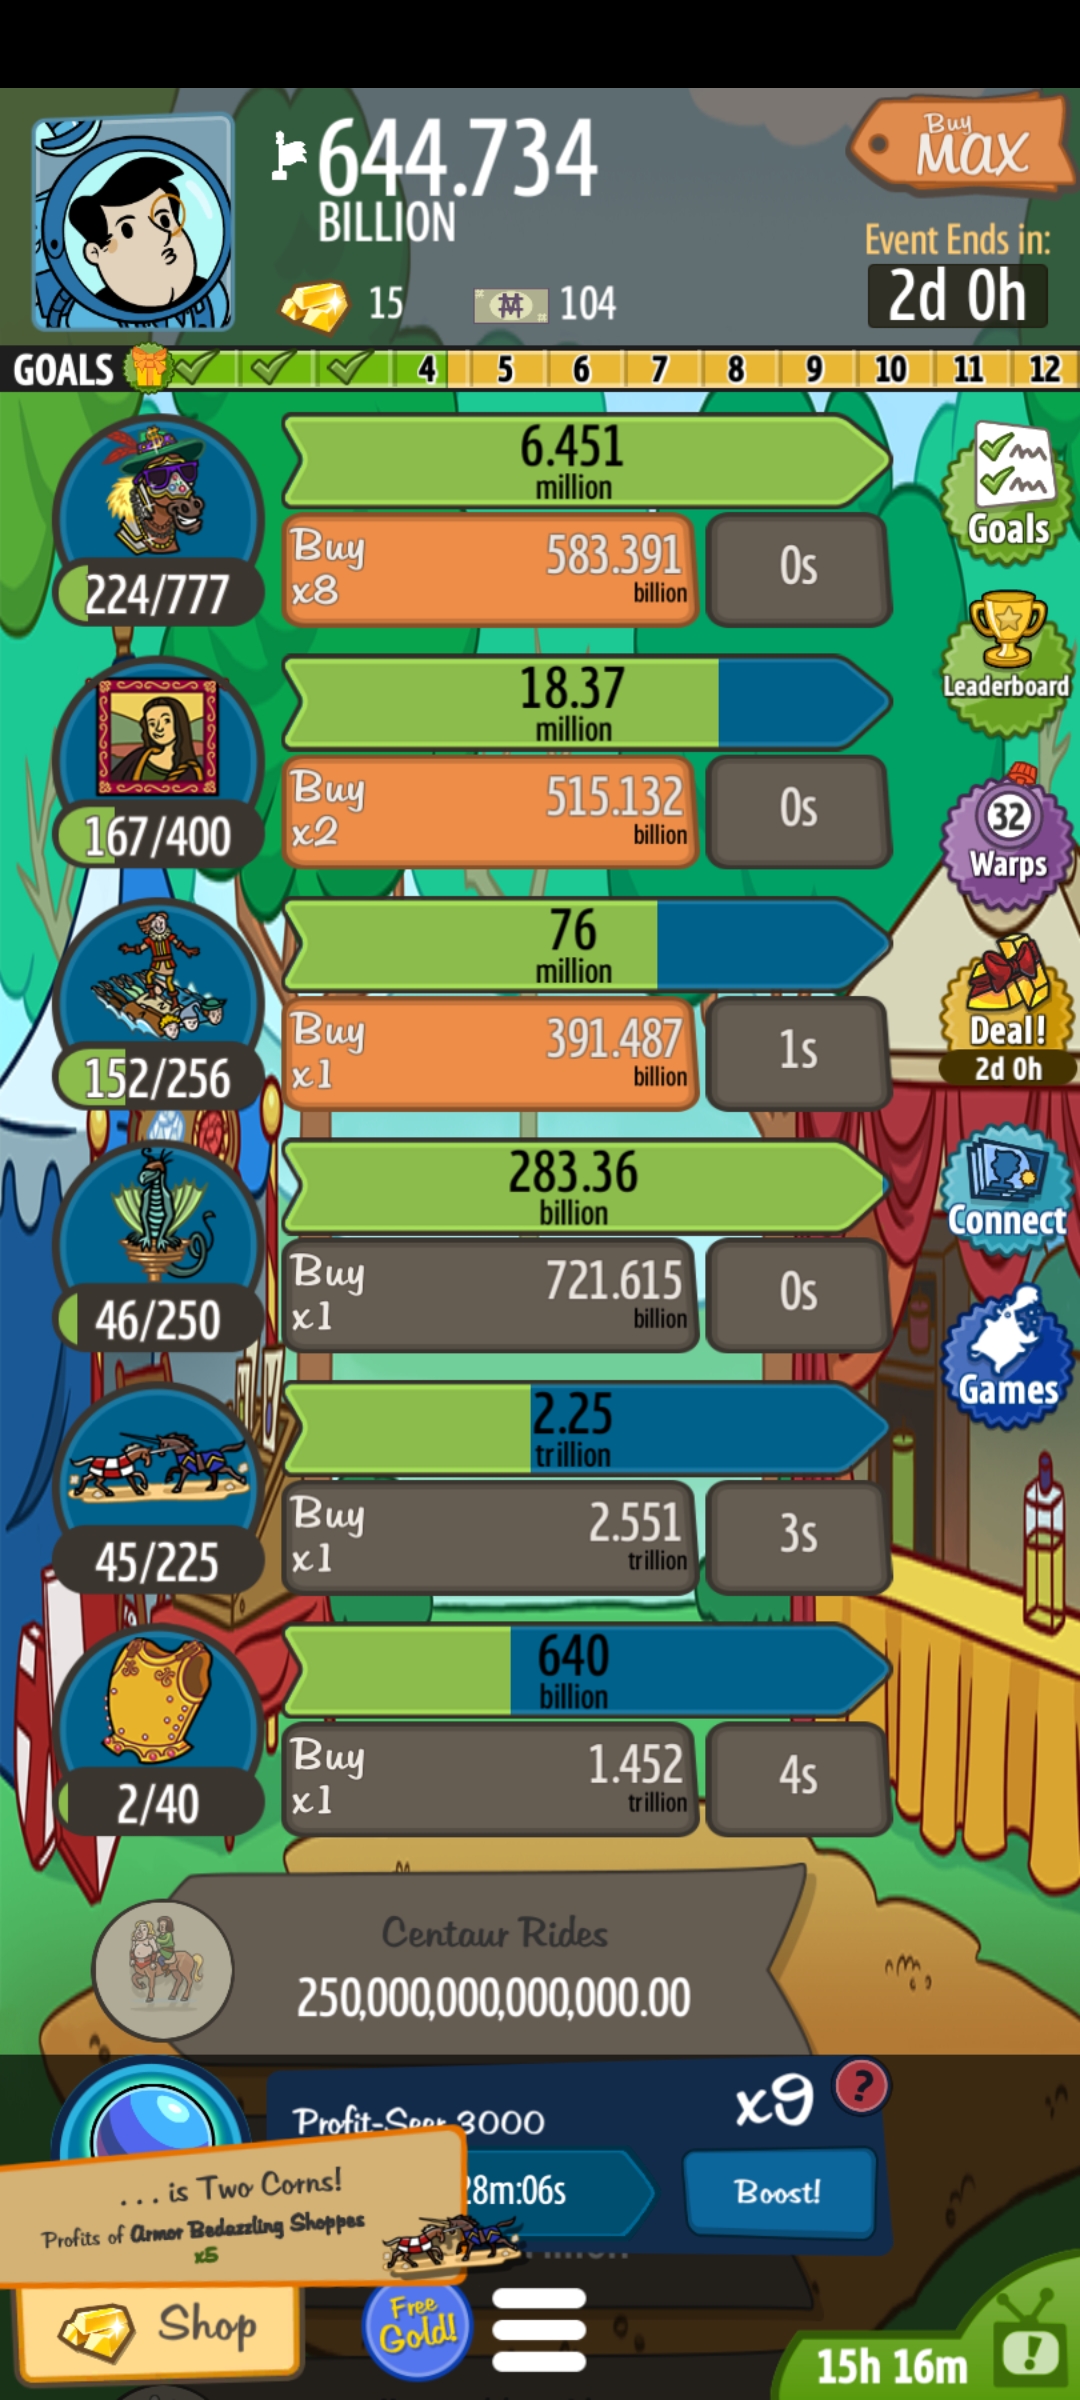 644.734
BILLION
Buy
MAX
Event Ends in:
2d 0h
15
104
GOALS
4
5
6
7
8
9
10
11
12
6.451
million
Buy
x8
583.391
billion
0s
224/777
Goals
Leaderboard
18.37
million
Buy
x2
515.132
billion
0s
167/400
32
Warps
76
million
Buy
x1
391.487
billion
1s
152/256
Deal!
2d 0h
283.36
billion
Buy
x1
721.615
billion
0s
46/250
Connect
Games
2.25
trillion
Buy
x1
2.551
trillion
3s
45/225
640
billion
Buy
x1
1.452
trillion
4s
2/40
Centaur Rides
250,000,000,000,000.00
Profit-Seer 3000
x9
?
28m:06s
Boost!
. . . is Two Corns!
Profits of Armor Bedazzling Shoppes
x5
Shop
Free
Gold!
15h 16m
!